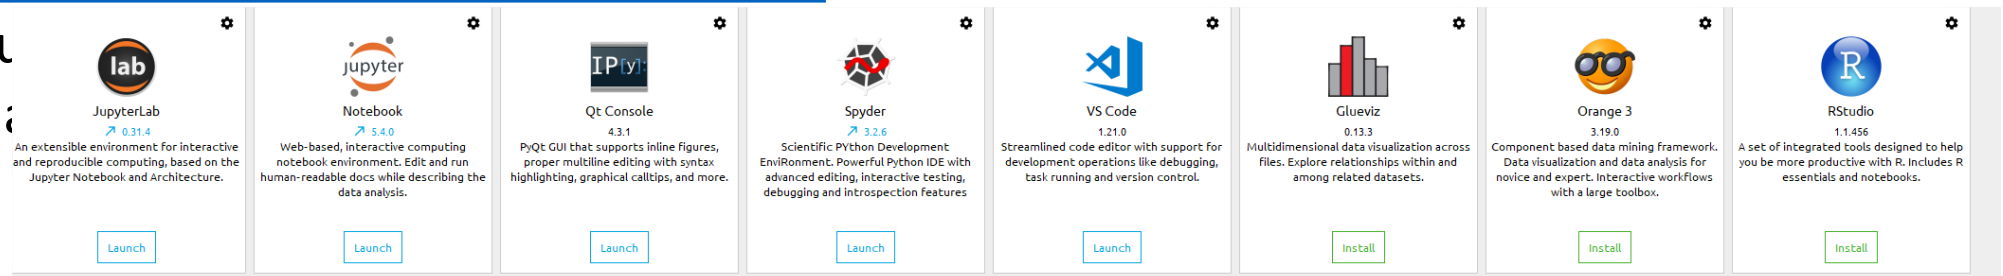 lab
JupyterLab
0.31.4
An extensible environment for interactive
and reproducible computing, based on the
Jupyter Notebook and Architecture.
Launch
jupyter
Notebook
5.4.0
Web-based, interactive computing
notebook environment. Edit and run
human-readable docs while describing the
data analysis.
Launch
IP[y]:
Qt Console
4.3.1
PyQt GUI that supports inline figures,
proper multiline editing with syntax
highlighting, graphical calltips, and more.
Launch
Spyder
3.2.6
Scientific PYthon Development
EnviRonment. Powerful Python IDE with
advanced editing, interactive testing,
debugging and introspection features
Launch
VS Code
1.21.0
Streamlined code editor with support for
development operations like debugging,
task running and version control.
Launch
Glueviz
0.13.3
Multidimensional data visualization across
files. Explore relationships within and
among related datasets.
Install
Orange 3
3.19.0
Component based data mining framework.
Data visualization and data analysis for
novice and expert. Interactive workflows
with a large toolbox.
Install
R
RStudio
1.1.456
A set of integrated tools designed to help
you be more productive with R. Includes R
essentials and notebooks.
Install